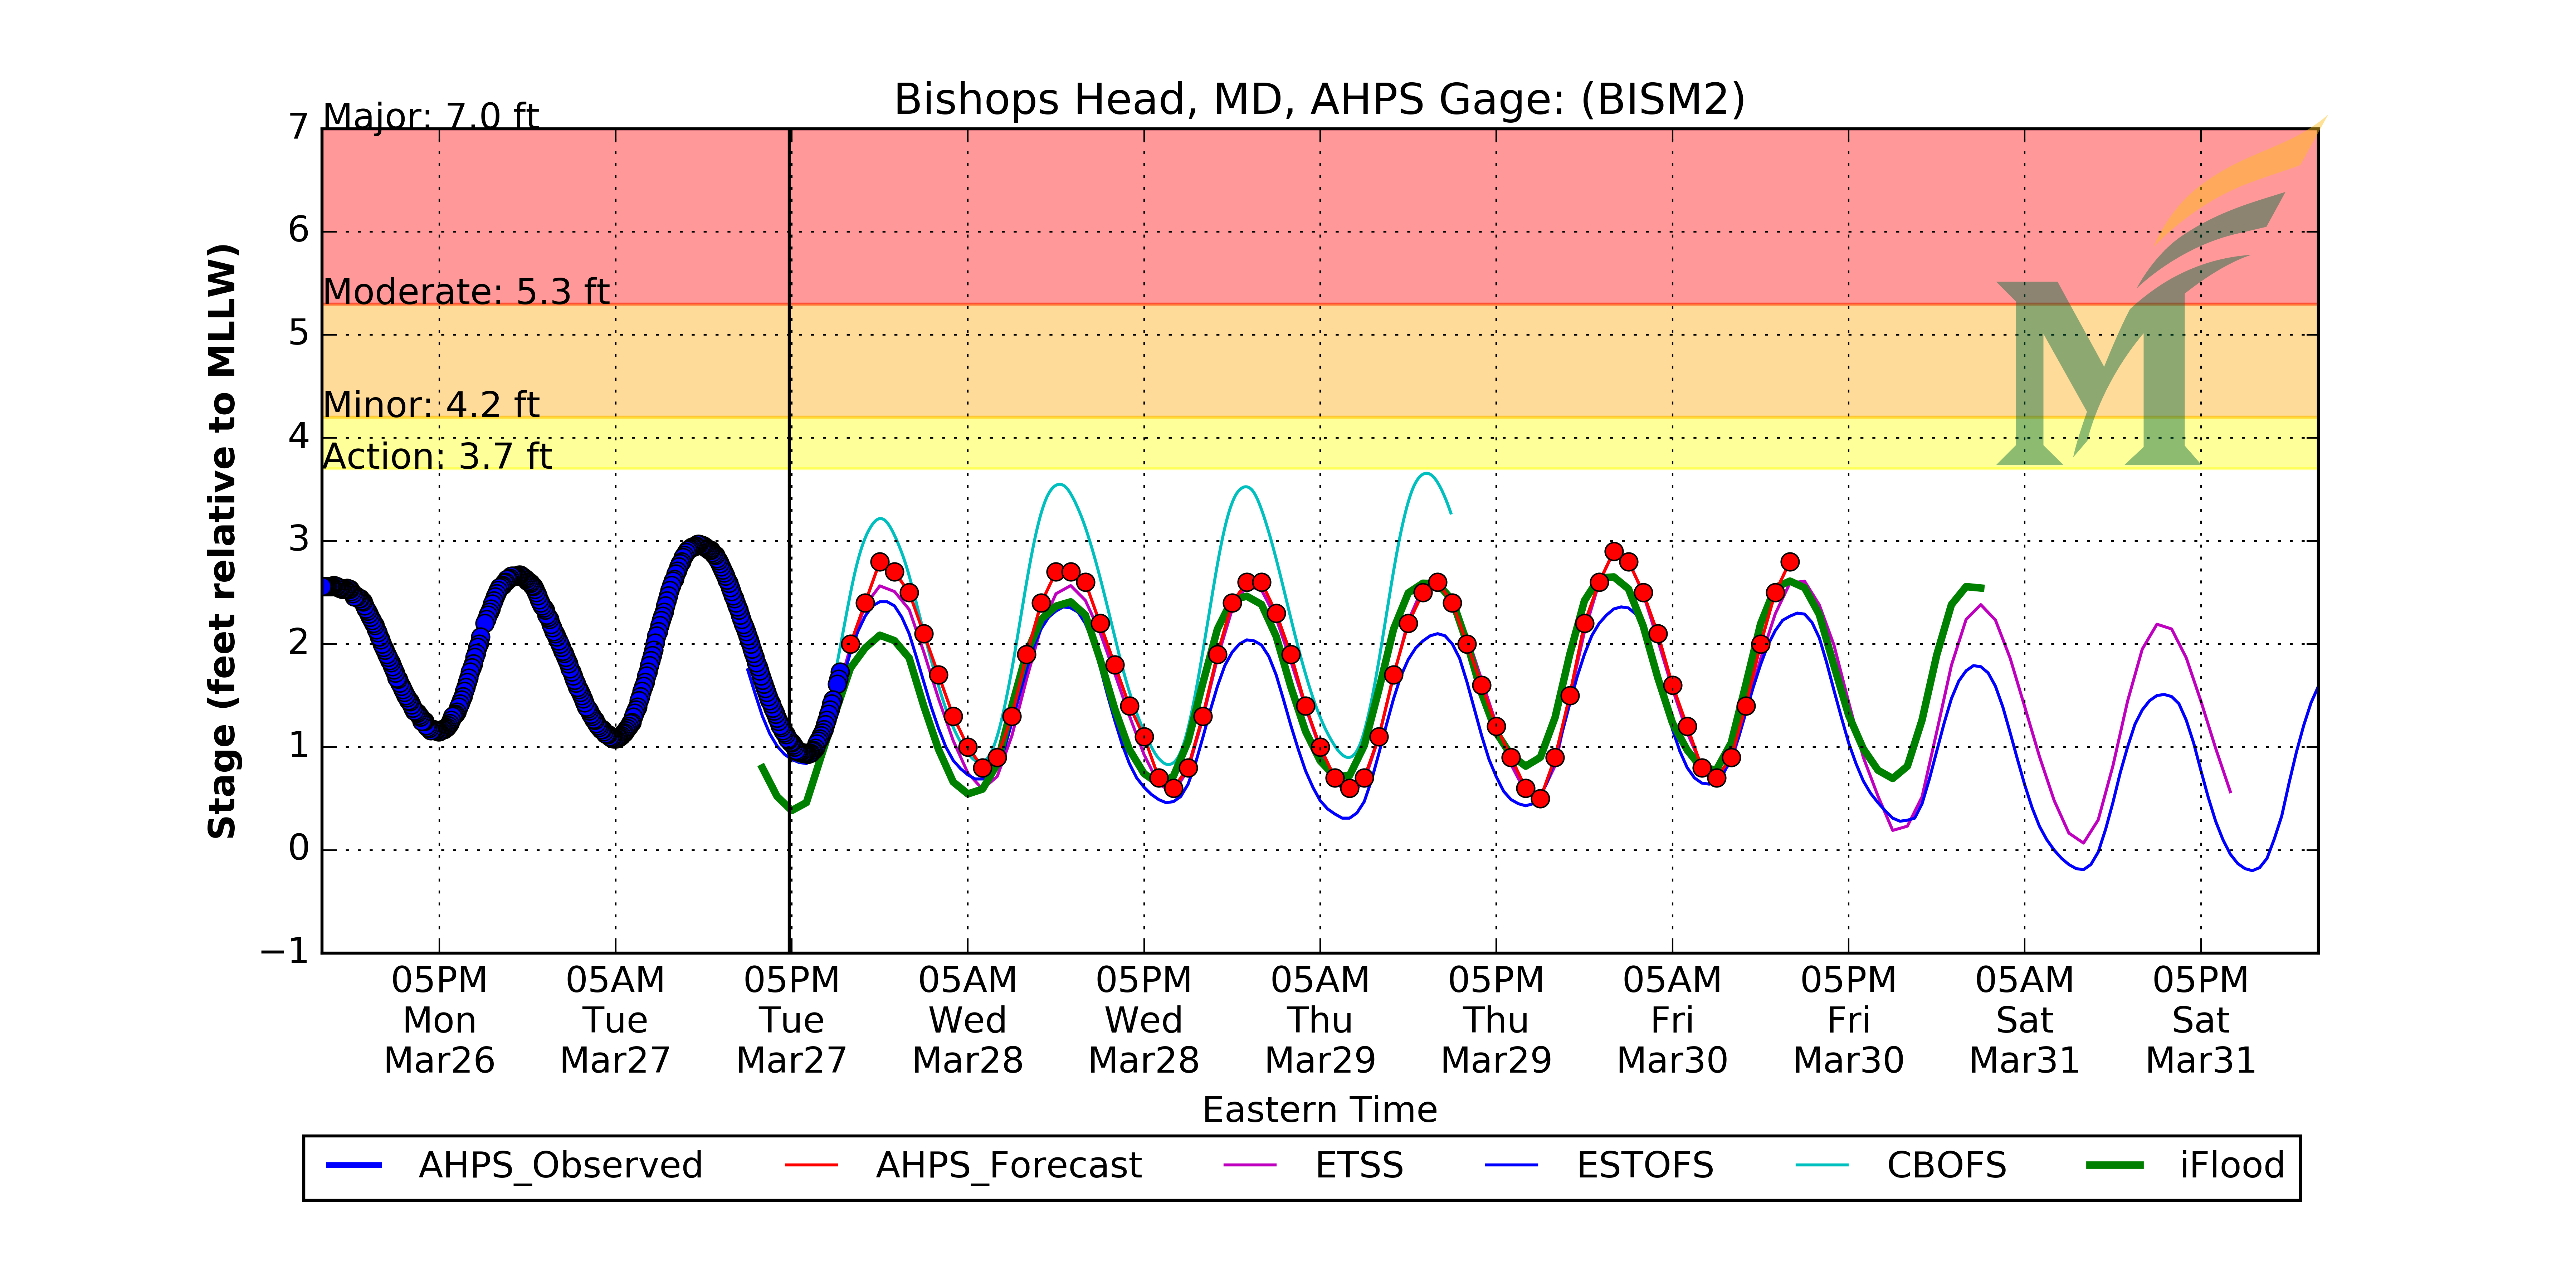 Bishops Head, MD, AHPS Gage: (BISM2)
Major: 7.0 ft
Moderate: 5.3 ft
Minor: 4.2 ft
Action: 3.7 ft
7
6
5
4
3
2
1
0
−1
Stage (feet relative to MLLW)
05PM 05AM 05PM 05AM 05PM 05AM 05PM 05AM 05PM 05AM 05PM
Mon Tue Tue Wed Wed Thu Thu Fri Fri Sat Sat
Mar26 Mar27 Mar27 Mar28 Mar28 Mar29 Mar29 Mar30 Mar30 Mar31 Mar31
Eastern Time
AHPS_Observed AHPS_Forecast ETSS ESTOFS CBOFS iFlood
M